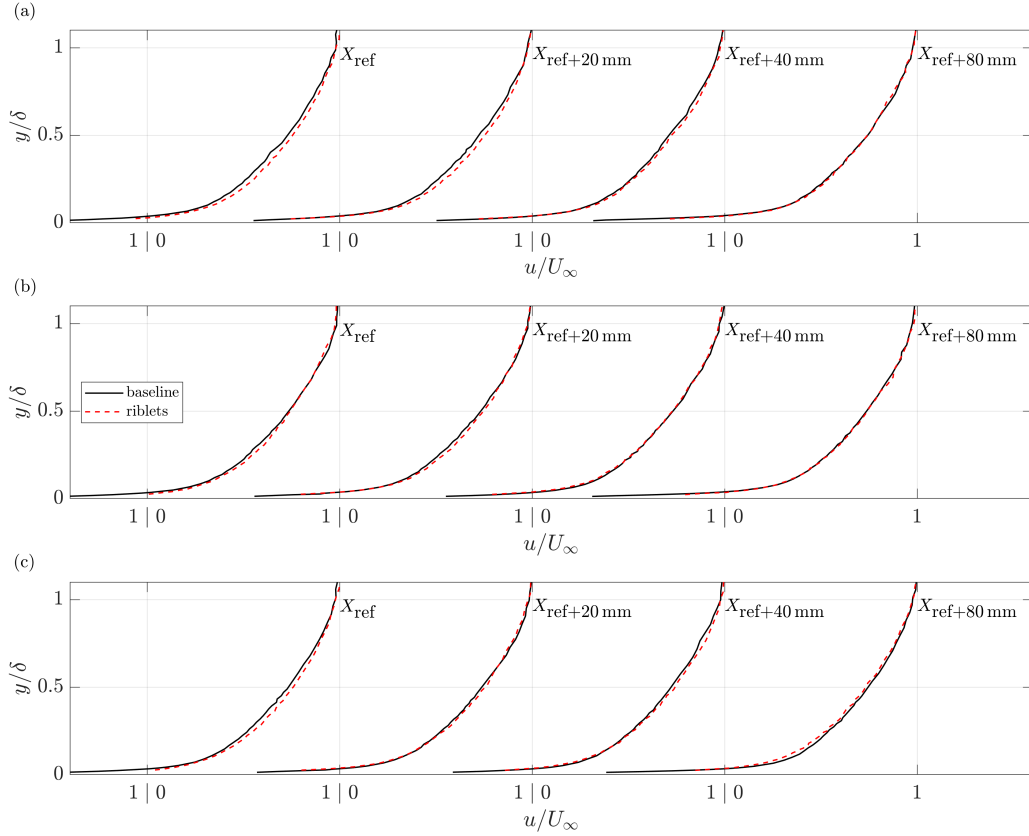 (a)
1
X_ref
X_ref+20 mm
X_ref+40 mm
X_ref+80 mm
y/δ
0.5
0
1 | 0
1 | 0
1 | 0
1 | 0
1
u/U_∞
(b)
1
X_ref
X_ref+20 mm
X_ref+40 mm
X_ref+80 mm
baseline
riblets
y/δ
0.5
0
1 | 0
1 | 0
1 | 0
1 | 0
1
u/U_∞
(c)
1
X_ref
X_ref+20 mm
X_ref+40 mm
X_ref+80 mm
y/δ
0.5
0
1 | 0
1 | 0
1 | 0
1 | 0
1
u/U_∞